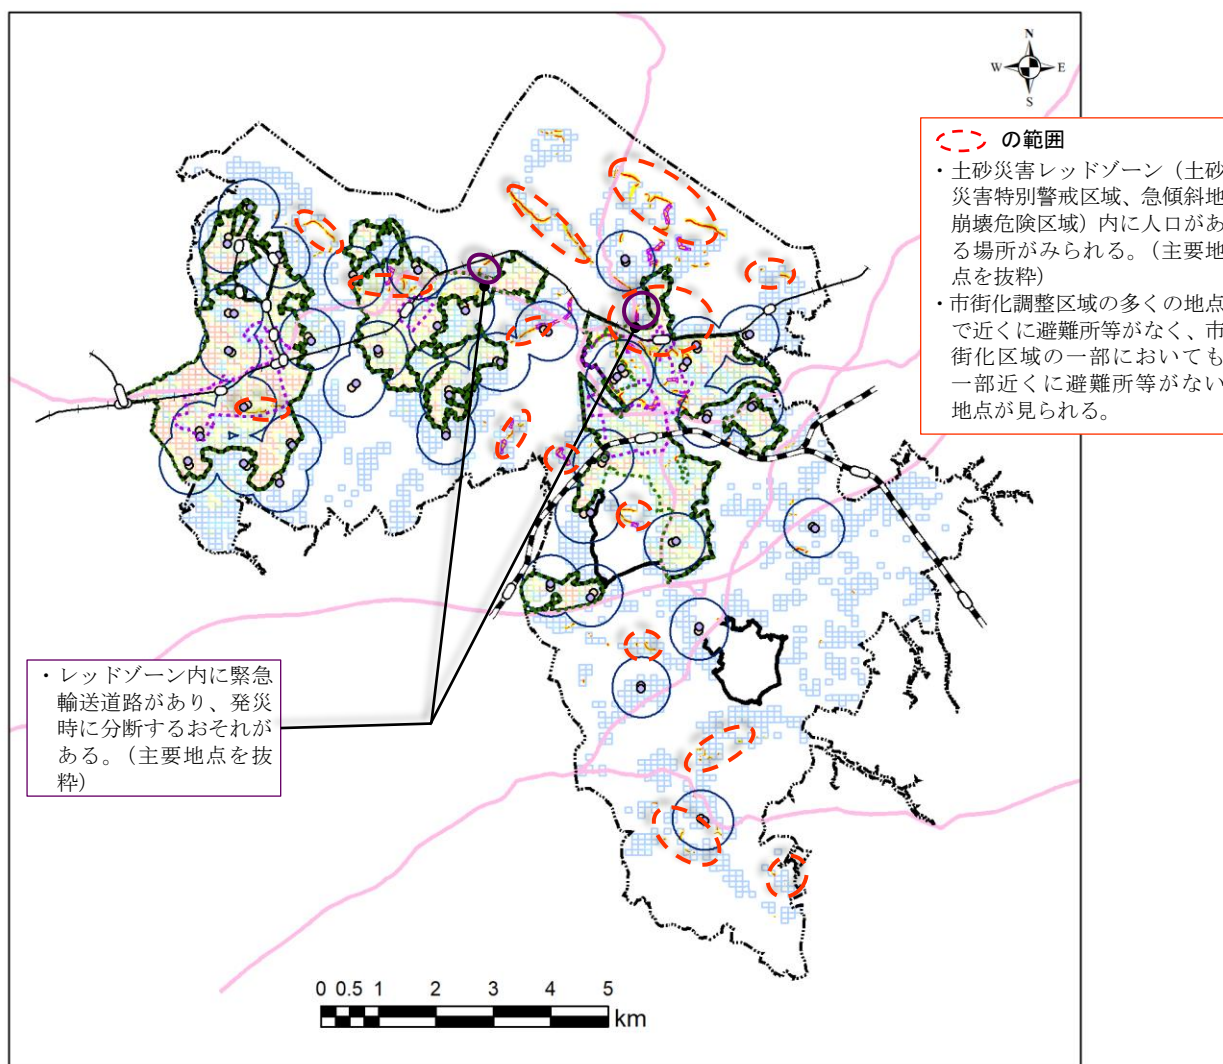 N
W E
S
の範囲
・土砂災害レッドゾーン（土砂
災害特別警戒区域、急傾斜地
崩壊危険区域）内に人口があ
る場所がみられる。（主要地
点を抜粋）
・市街化調整区域の多くの地点
で近くに避難所等がなく、市
街化区域の一部においても
一部近くに避難所等がない
地点が見られる。
・レッドゾーン内に緊急
輸送道路があり、発災
時に分断するおそれが
ある。（主要地点を抜
粋）
0 0.5 1 2 3 4 5
km